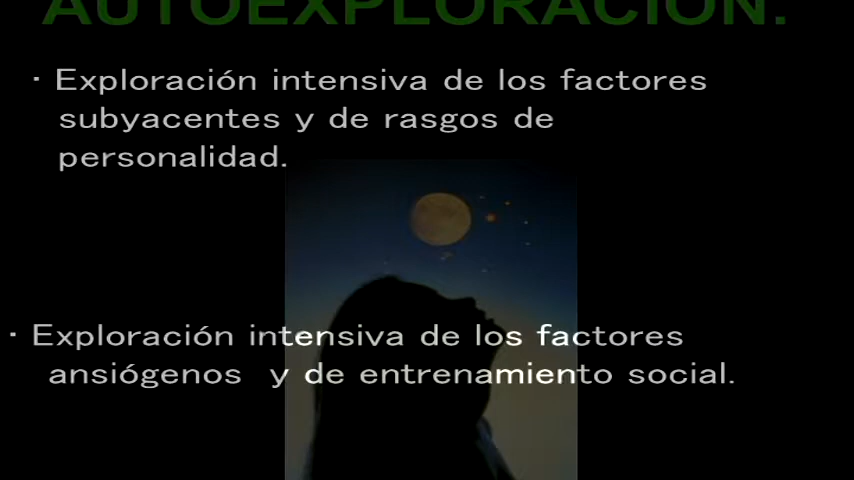 AUTOEXPLORACIÓN.
· Exploración intensiva de los factores
subyacentes y de rasgos de
personalidad.
· Exploración intensiva de los factores
ansiógenos y de entrenamiento social.